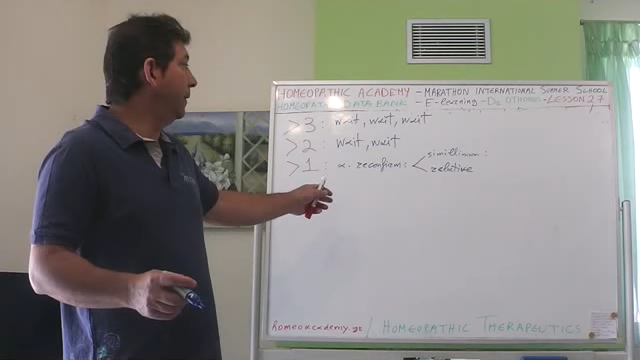 HOMEOPATHIC ACADEMY - MARATHON INTERNATIONAL SUMMER SCHOOL
HOMEOPATHIC DATA BANK - E-learning - Dr OTHONOS - LESSON 27
>3 : wait, wait, wait
>2 : wait, wait
>1 : α. reconfirm: < simillimum:
relative
homeoacademy.gr / HOMEOPATHIC THERAPEUTICS